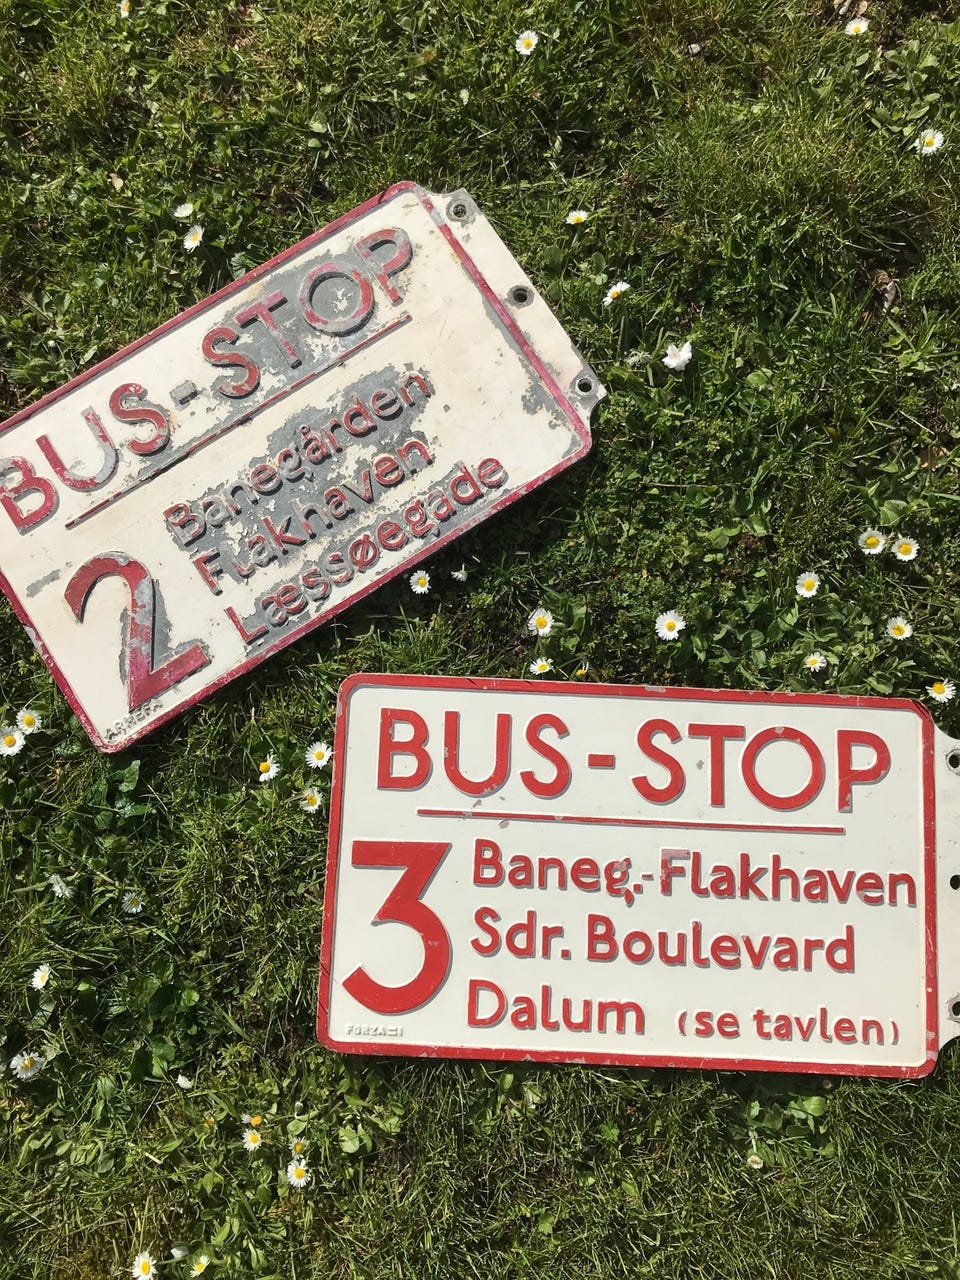 BUS-STOP
2
Banegården
Flakhaven
Læssøegade
BUS-STOP
3
Baneg.-Flakhaven
Sdr. Boulevard
Dalum (se tavlen)